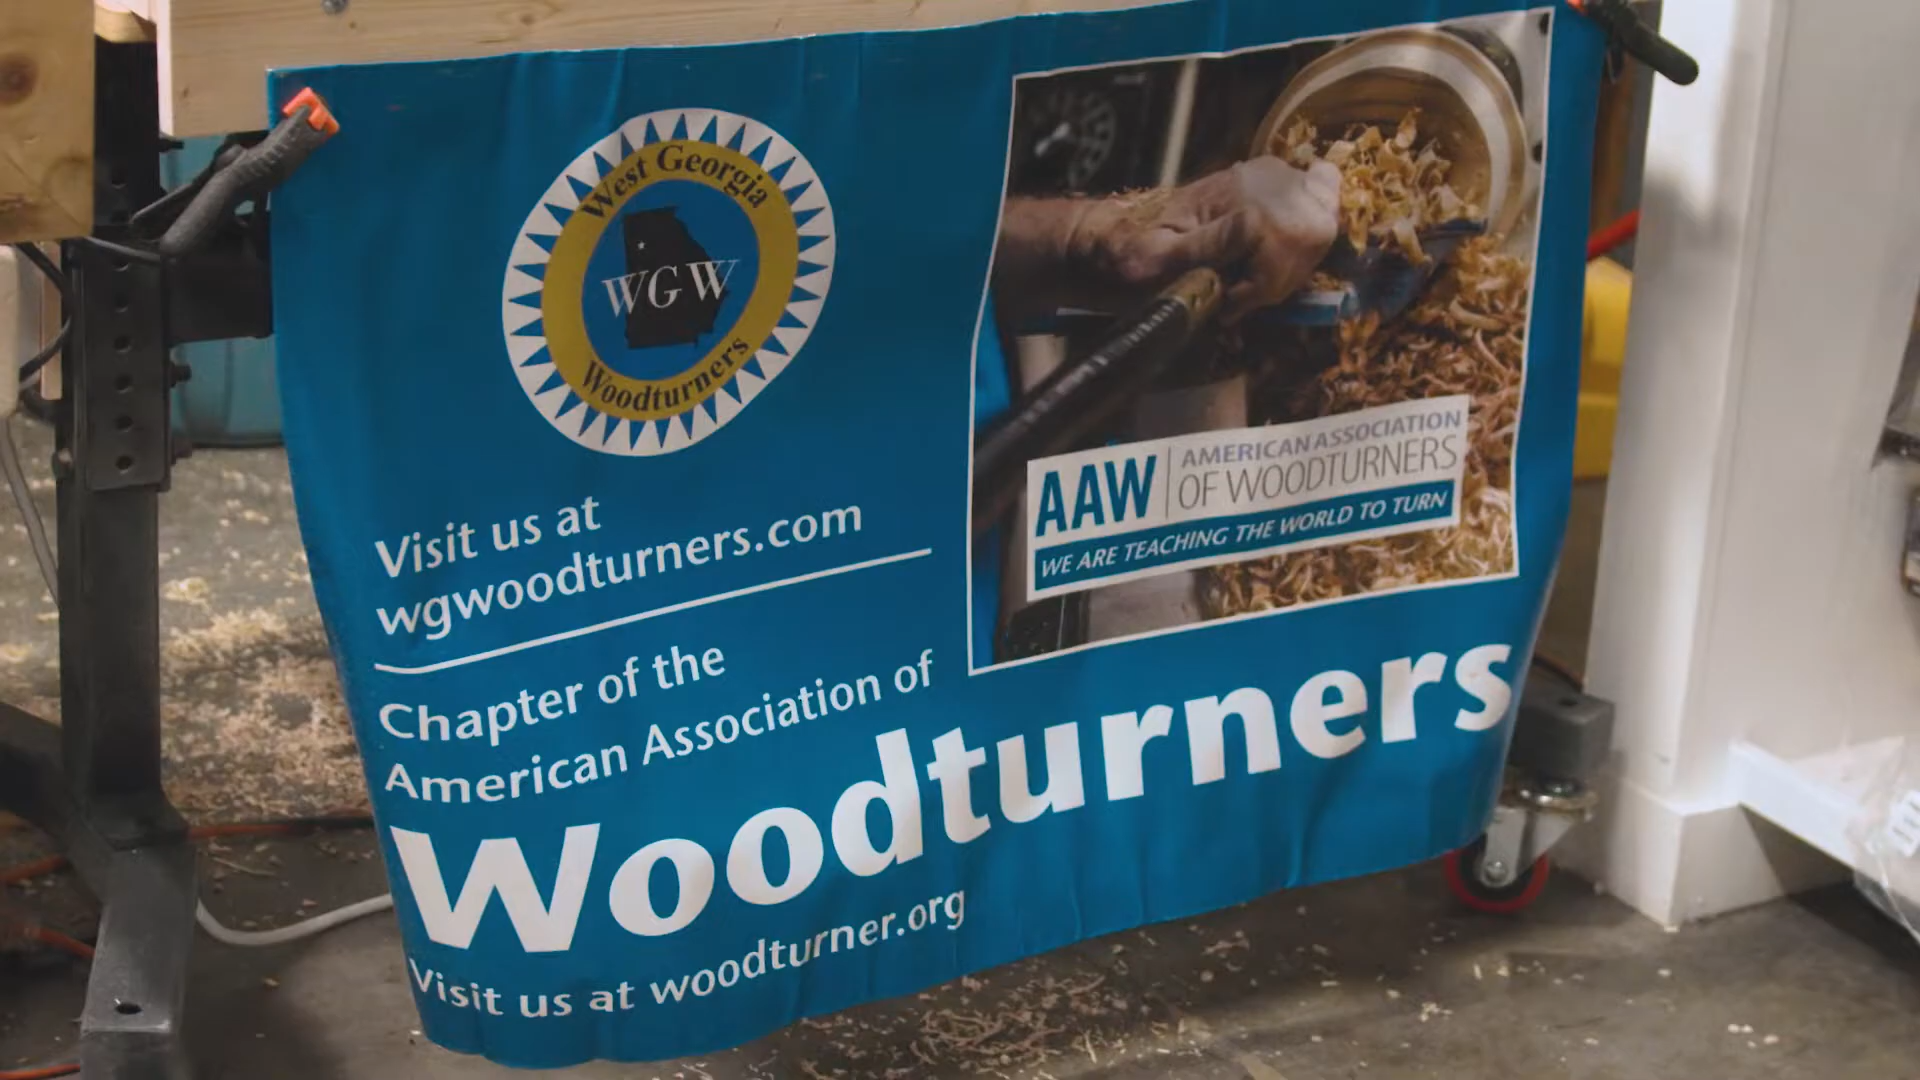 West Georgia
WGW
Woodturners
Visit us at
wgwoodturners.com
Chapter of the
American Association of
Woodturners
Visit us at woodturner.org
AAW
AMERICAN ASSOCIATION
OF WOODTURNERS
WE ARE TEACHING THE WORLD TO TURN